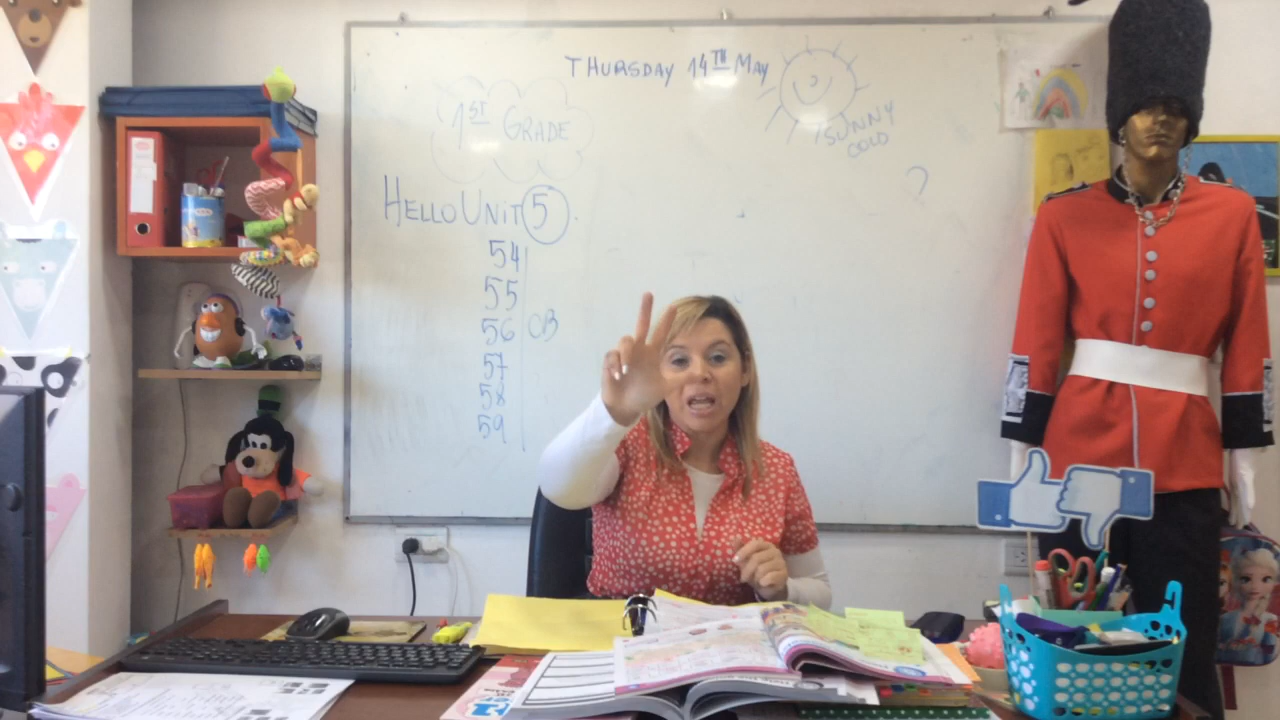 THURSDAY 14TH MAY
1ST GRADE
SUNNY
COLD
?
HELLO UNIT 5
54
55
56 CB
57
58
59